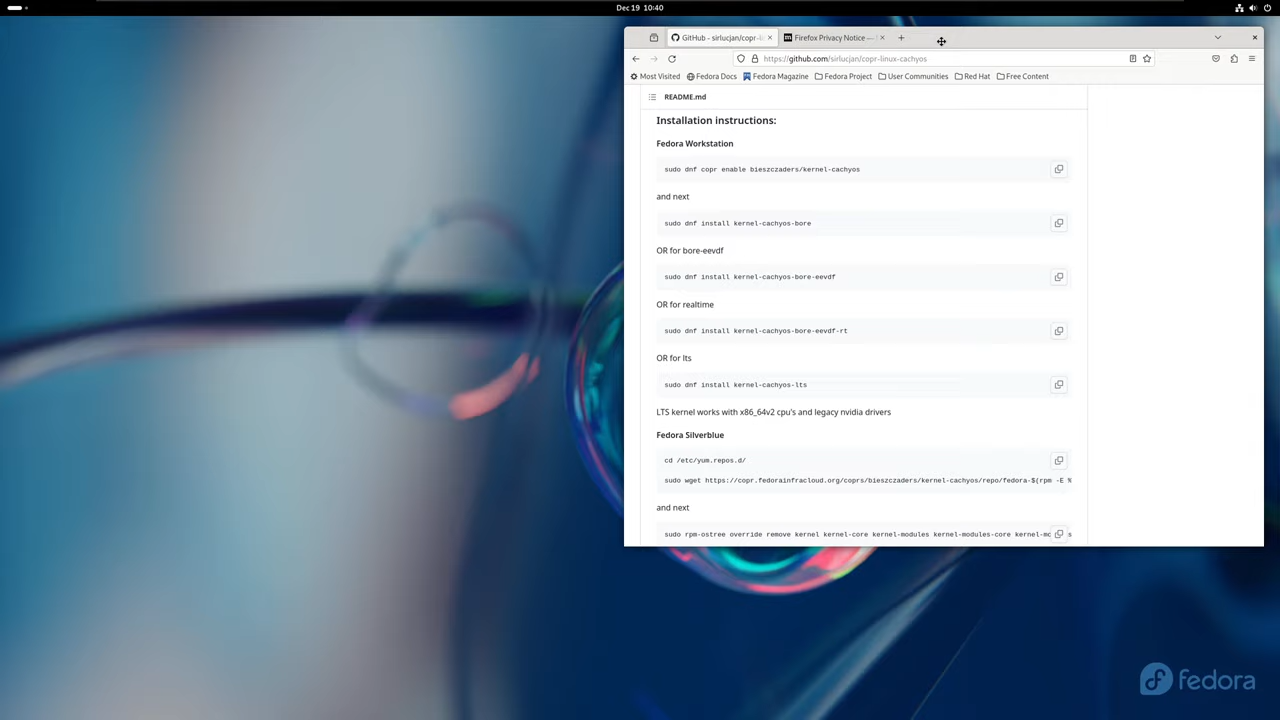 Dec 19 10:40
GitHub - sirlucjan/copr-li
Firefox Privacy Notice —
https://github.com/sirlucjan/copr-linux-cachyos
Most Visited Fedora Docs Fedora Magazine Fedora Project User Communities Red Hat Free Content
README.md
Installation instructions:
Fedora Workstation
sudo dnf copr enable bieszczaders/kernel-cachyos
and next
sudo dnf install kernel-cachyos-bore
OR for bore-eevdf
sudo dnf install kernel-cachyos-bore-eevdf
OR for realtime
sudo dnf install kernel-cachyos-bore-eevdf-rt
OR for lts
sudo dnf install kernel-cachyos-lts
LTS kernel works with x86_64v2 cpu's and legacy nvidia drivers
Fedora Silverblue
cd /etc/yum.repos.d/
sudo wget https://copr.fedorainfracloud.org/coprs/bieszczaders/kernel-cachyos/repo/fedora-$(rpm -E %
and next
sudo rpm-ostree override remove kernel kernel-core kernel-modules kernel-modules-core kernel-mo
fedora